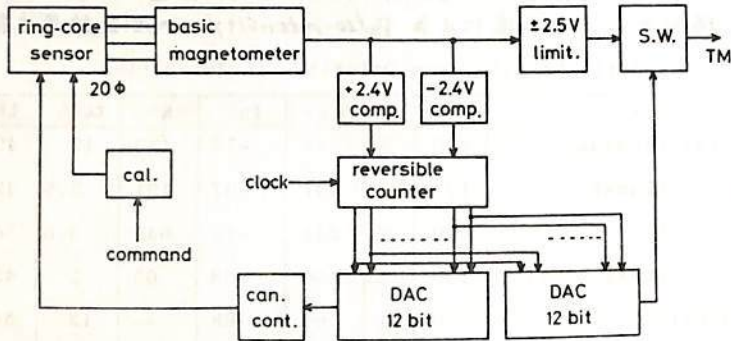 ring-core
sensor
basic
magnetometer
±2.5V
limit.
S.W.
TM
20Φ
+2.4V
comp.
−2.4V
comp.
cal.
clock
reversible
counter
command
can.
cont.
DAC
12 bit
DAC
12 bit